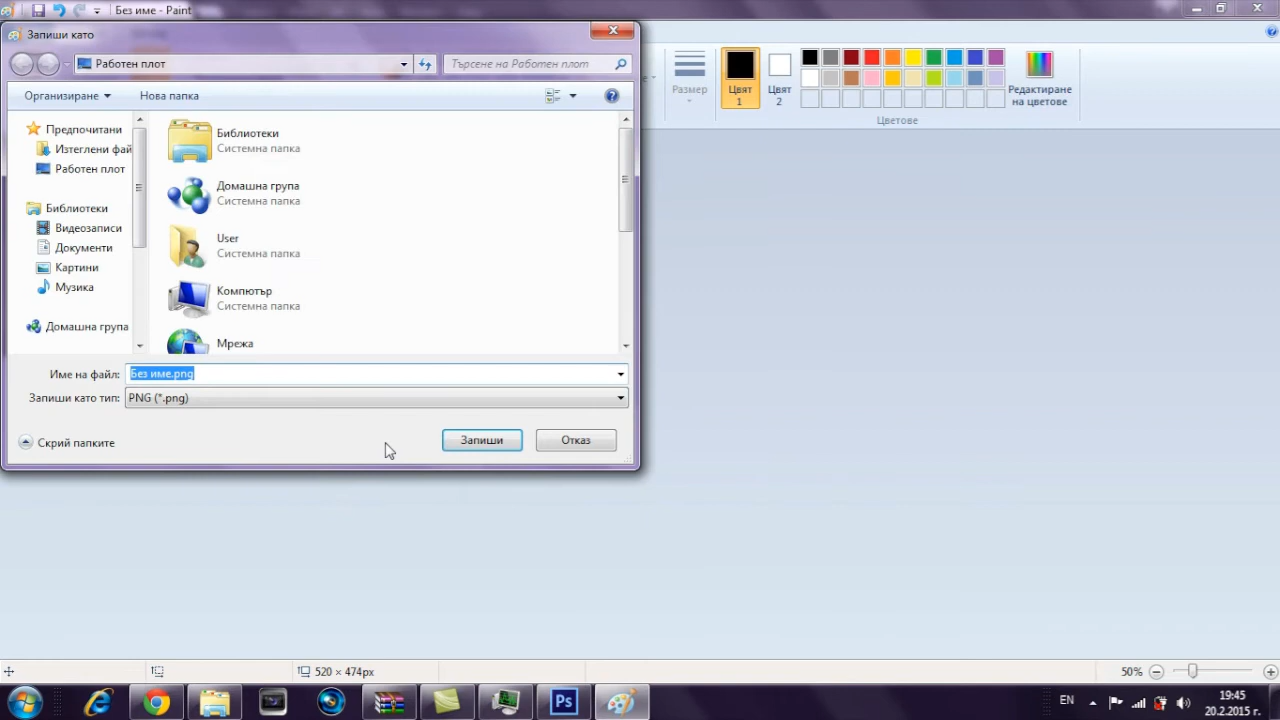 Без име - Paint
Запиши като
Работен плот
Търсене на Работен плот
Организиране
Нова папка
Предпочитани
Изтеглени фай
Работен плот
Библиотеки
Видеозаписи
Документи
Картини
Музика
Домашна група
Библиотеки
Системна папка
Домашна група
Системна папка
User
Системна папка
Компютър
Системна папка
Мрежа
Име на файл:
Без име.png
Запиши като тип:
PNG (*.png)
Скрий папките
Запиши
Отказ
Размер
Цвят
1
Цвят
2
Редактиране
на цветове
Цветове
520 × 474px
50%
Ps
EN
19:45
20.2.2015 г.